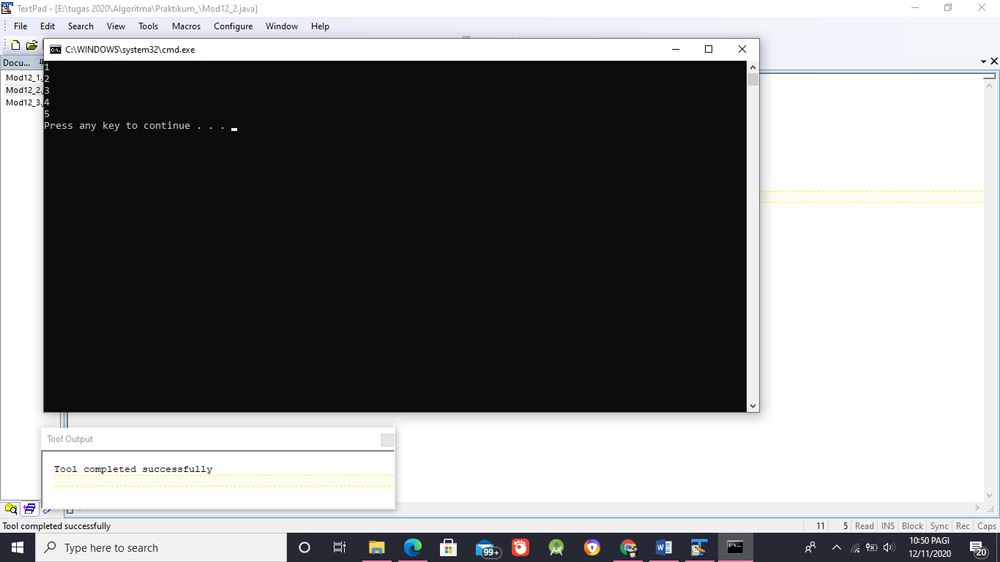 TextPad - [E:\tugas 2020\Algoritma\Praktikum_\Mod12_2.java]
File Edit Search View Tools Macros Configure Window Help
C:\WINDOWS\system32\cmd.exe
Docu...
Mod12_1.
Mod12_2.
Mod12_3.
1
2
3
4
5
Press any key to continue . . .
Tool Output
Tool completed successfully
Tool completed successfully
11 5 Read INS Block Sync Rec Caps
Type here to search
99+
10:50 PAGI
12/11/2020
20